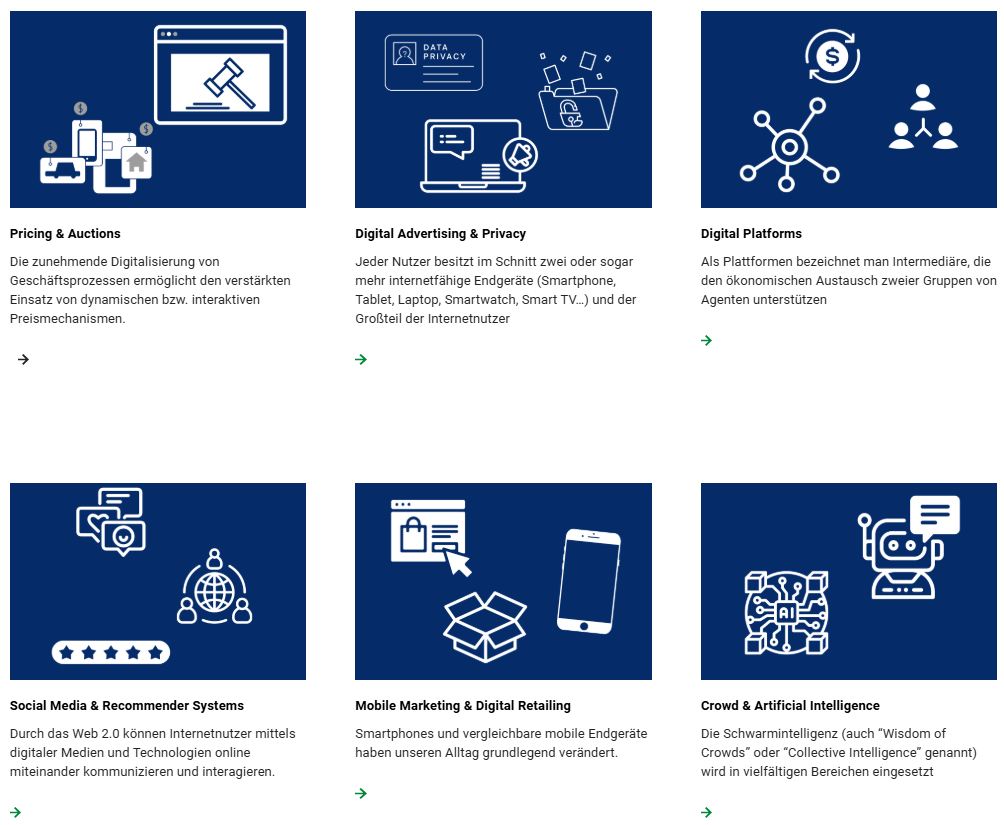 DATA
PRIVACY
Pricing & Auctions
Die zunehmende Digitalisierung von
Geschäftsprozessen ermöglicht den verstärkten
Einsatz von dynamischen bzw. interaktiven
Preismechanismen.
Digital Advertising & Privacy
Jeder Nutzer besitzt im Schnitt zwei oder sogar
mehr internetfähige Endgeräte (Smartphone,
Tablet, Laptop, Smartwatch, Smart TV…) und der
Großteil der Internetnutzer
Digital Platforms
Als Plattformen bezeichnet man Intermediäre, die
den ökonomischen Austausch zweier Gruppen von
Agenten unterstützen
AI
Social Media & Recommender Systems
Durch das Web 2.0 können Internetnutzer mittels
digitaler Medien und Technologien online
miteinander kommunizieren und interagieren.
Mobile Marketing & Digital Retailing
Smartphones und vergleichbare mobile Endgeräte
haben unseren Alltag grundlegend verändert.
Crowd & Artificial Intelligence
Die Schwarmintelligenz (auch “Wisdom of
Crowds” oder “Collective Intelligence” genannt)
wird in vielfältigen Bereichen eingesetzt